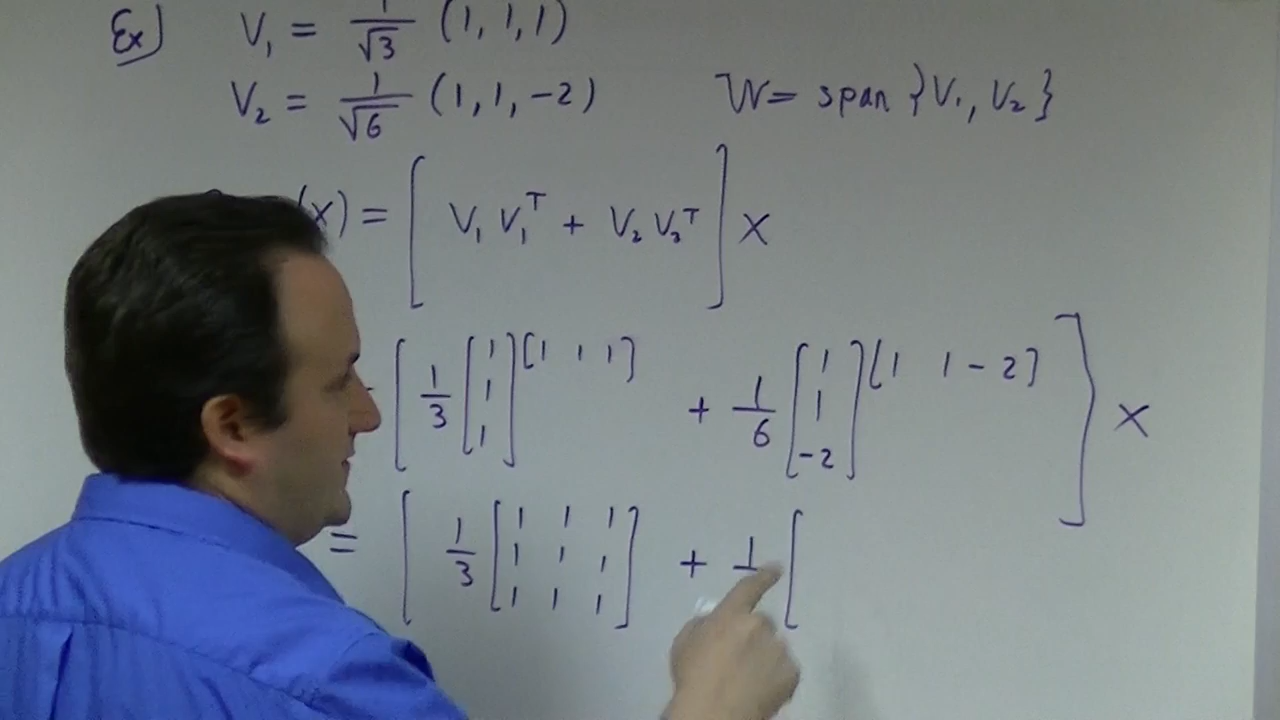 Ex) V₁ = 1/√3 (1, 1, 1)
V₂ = 1/√6 (1, 1, -2) W = span {V₁, V₂}
(x) = [ V₁ V₁ᵀ + V₂ V₂ᵀ ] x
[ 1/3 [1 1 1] [1 1 1] + 1/6 [1 1 -2] [1 1 -2] ] x
= [ 1/3 [1 1 1 1 1 1 1 1 1] + 1 [